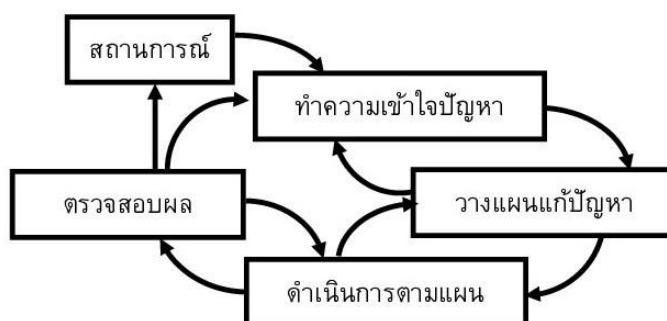 สถานการณ์
ทำความเข้าใจปัญหา
ตรวจสอบผล
วางแผนแก้ปัญหา
ดำเนินการตามแผน